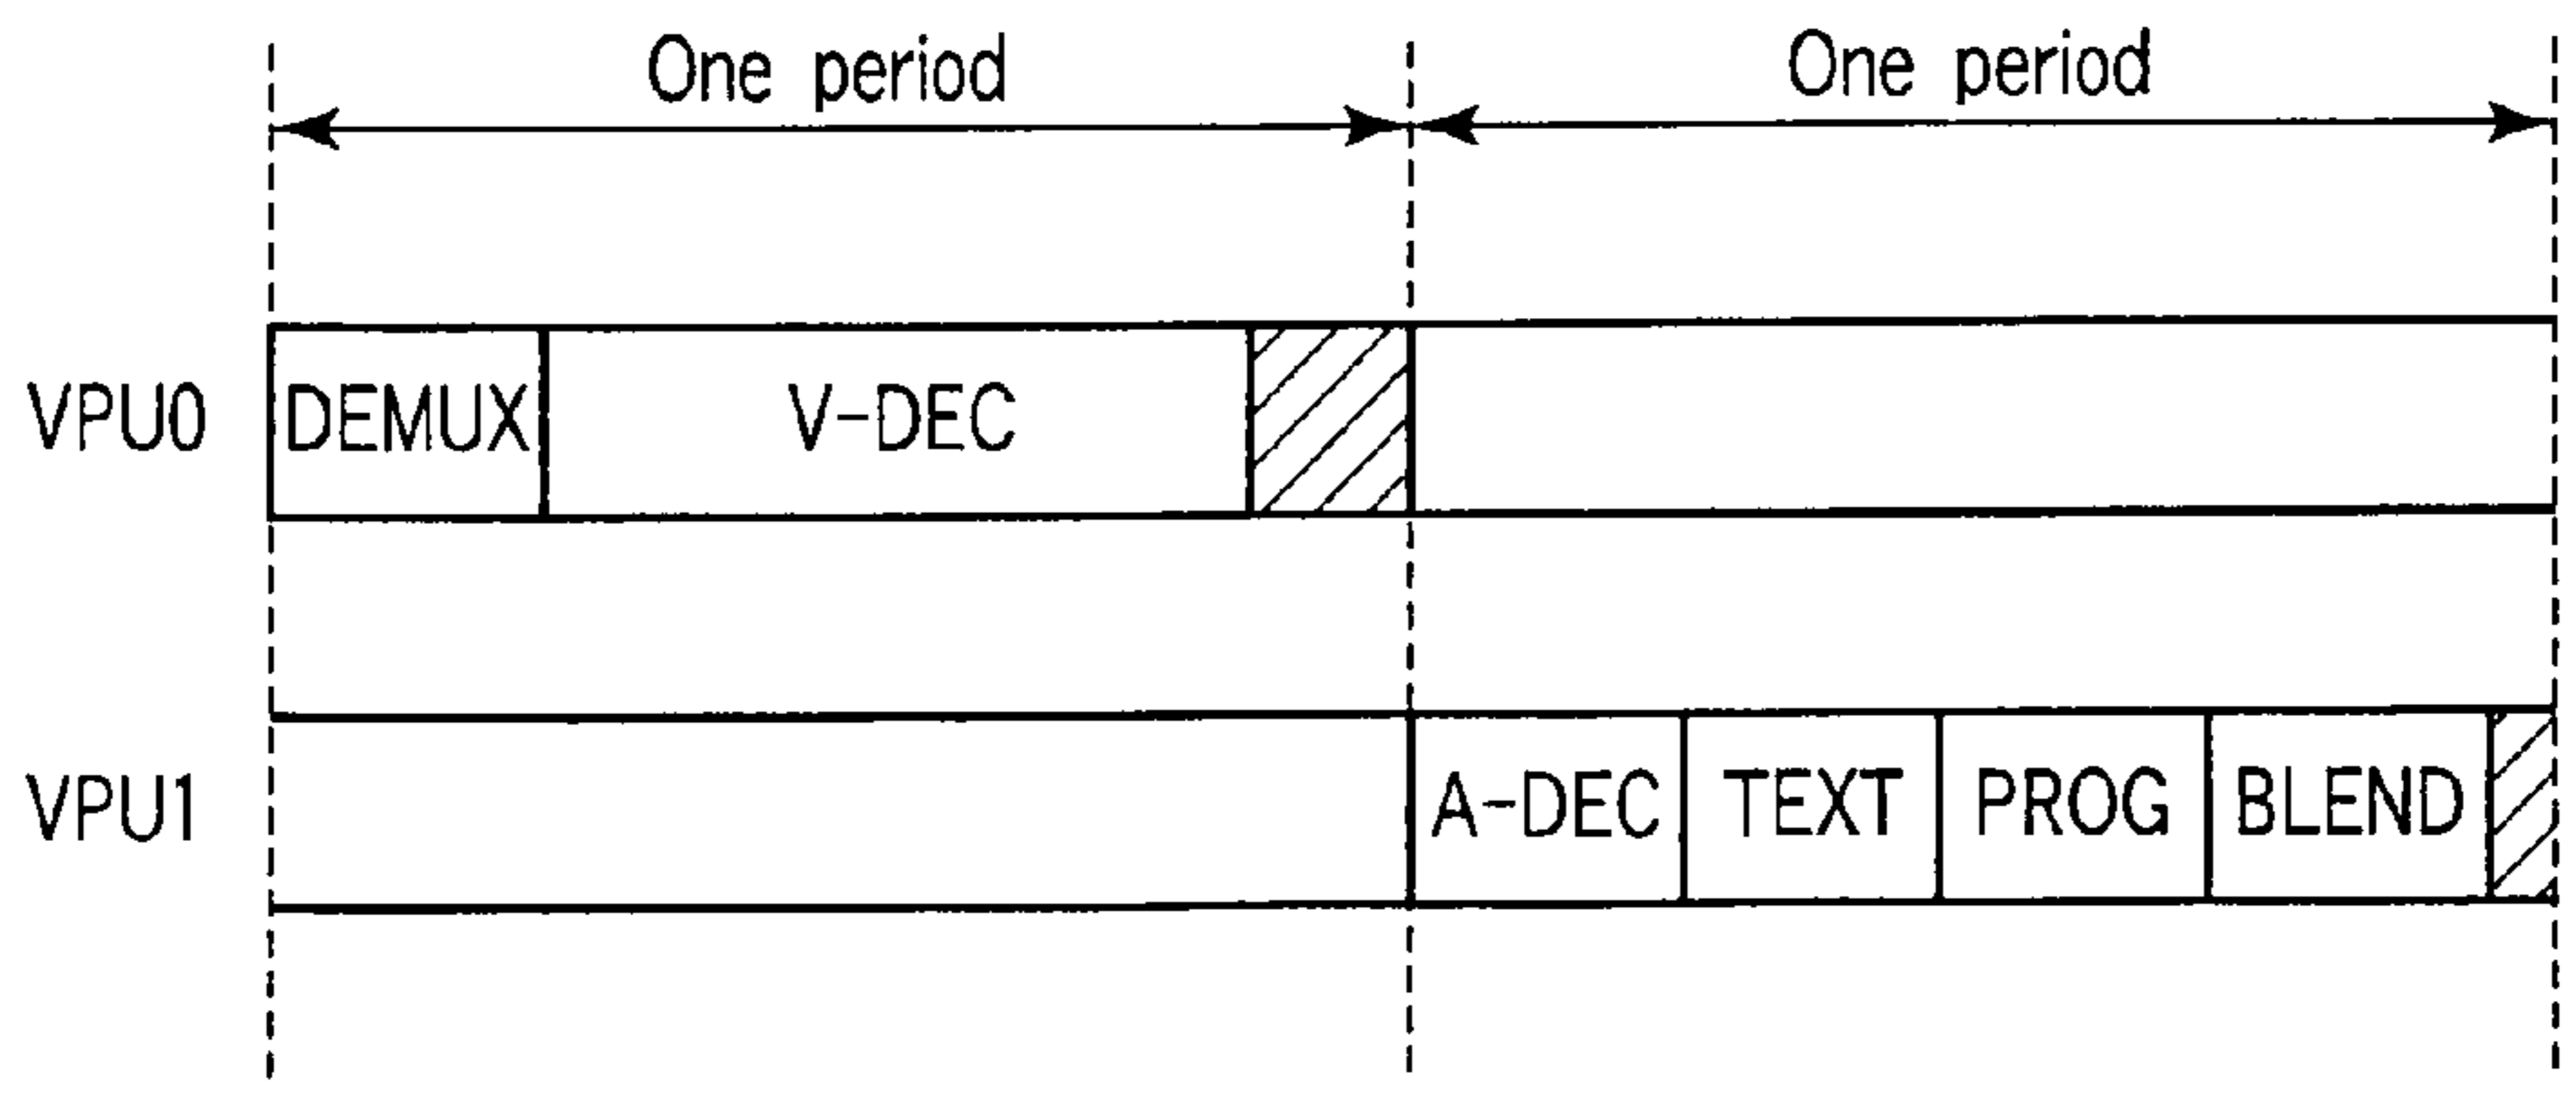 One period One period
VPU0 DEMUX V-DEC
VPU1 A-DEC TEXT PROG BLEND